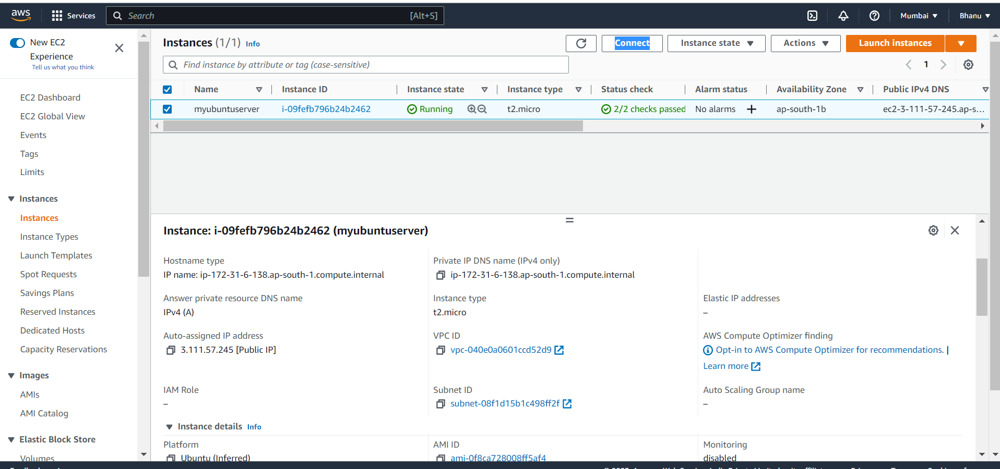 aws
Services
Search
[Alt+S]
Mumbai
Bhanu
New EC2
Experience
Tell us what you think
EC2 Dashboard
EC2 Global View
Events
Tags
Limits
Instances
Instances
Instance Types
Launch Templates
Spot Requests
Savings Plans
Reserved Instances
Dedicated Hosts
Capacity Reservations
Images
AMIs
AMI Catalog
Elastic Block Store
Volumes
Instances (1/1) Info
Connect
Instance state
Actions
Launch instances
Find instance by attribute or tag (case-sensitive)
1
Name Instance ID Instance state Instance type Status check Alarm status Availability Zone Public IPv4 DNS
myubuntuserver i-09fefb796b24b2462 Running t2.micro 2/2 checks passed No alarms + ap-south-1b ec2-3-111-57-245.ap-s...
Instance: i-09fefb796b24b2462 (myubuntuserver)
Hostname type
IP name: ip-172-31-6-138.ap-south-1.compute.internal
Private IP DNS name (IPv4 only)
ip-172-31-6-138.ap-south-1.compute.internal
Answer private resource DNS name
IPv4 (A)
Instance type
t2.micro
Elastic IP addresses
–
Auto-assigned IP address
3.111.57.245 [Public IP]
VPC ID
vpc-040e0a0601ccd52d9
AWS Compute Optimizer finding
Opt-in to AWS Compute Optimizer for recommendations. |
Learn more
IAM Role
–
Subnet ID
subnet-08f1d15b1c498ff2f
Auto Scaling Group name
–
Instance details Info
Platform
Ubuntu (Inferred)
AMI ID
ami-0f8ca728008ff5af4
Monitoring
disabled